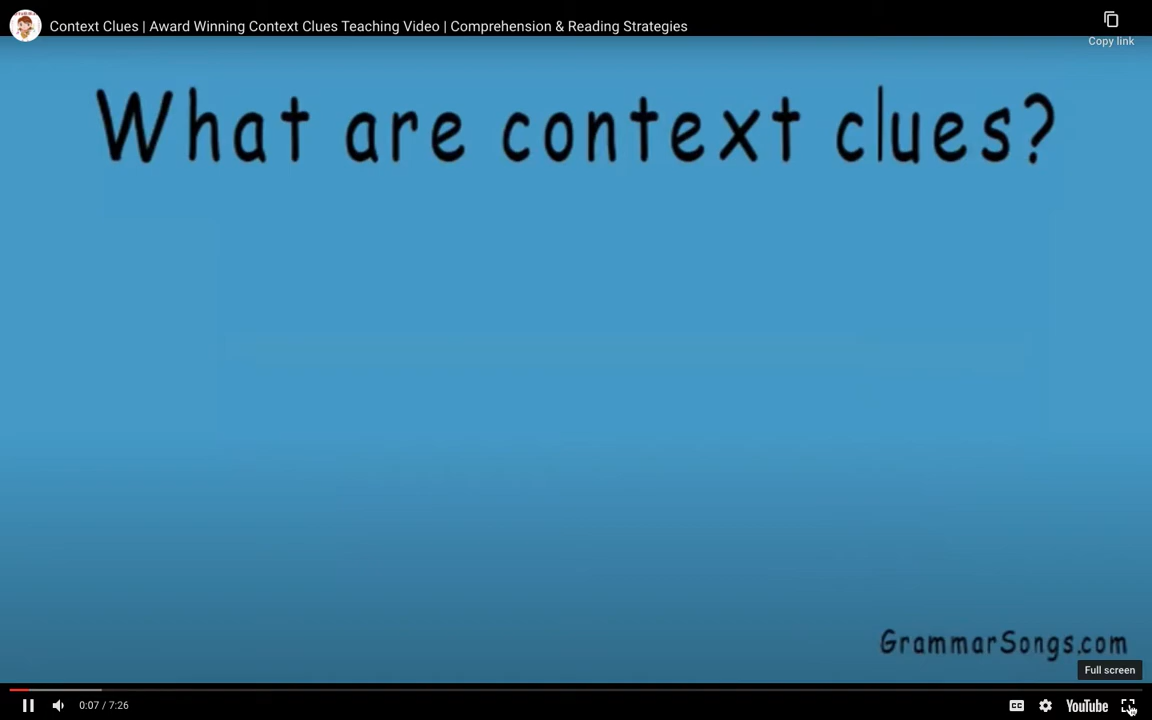 Context Clues | Award Winning Context Clues Teaching Video | Comprehension & Reading Strategies
Copy link
What are context clues?
GrammarSongs.com
Full screen
0:07 / 7:26
CC
YouTube